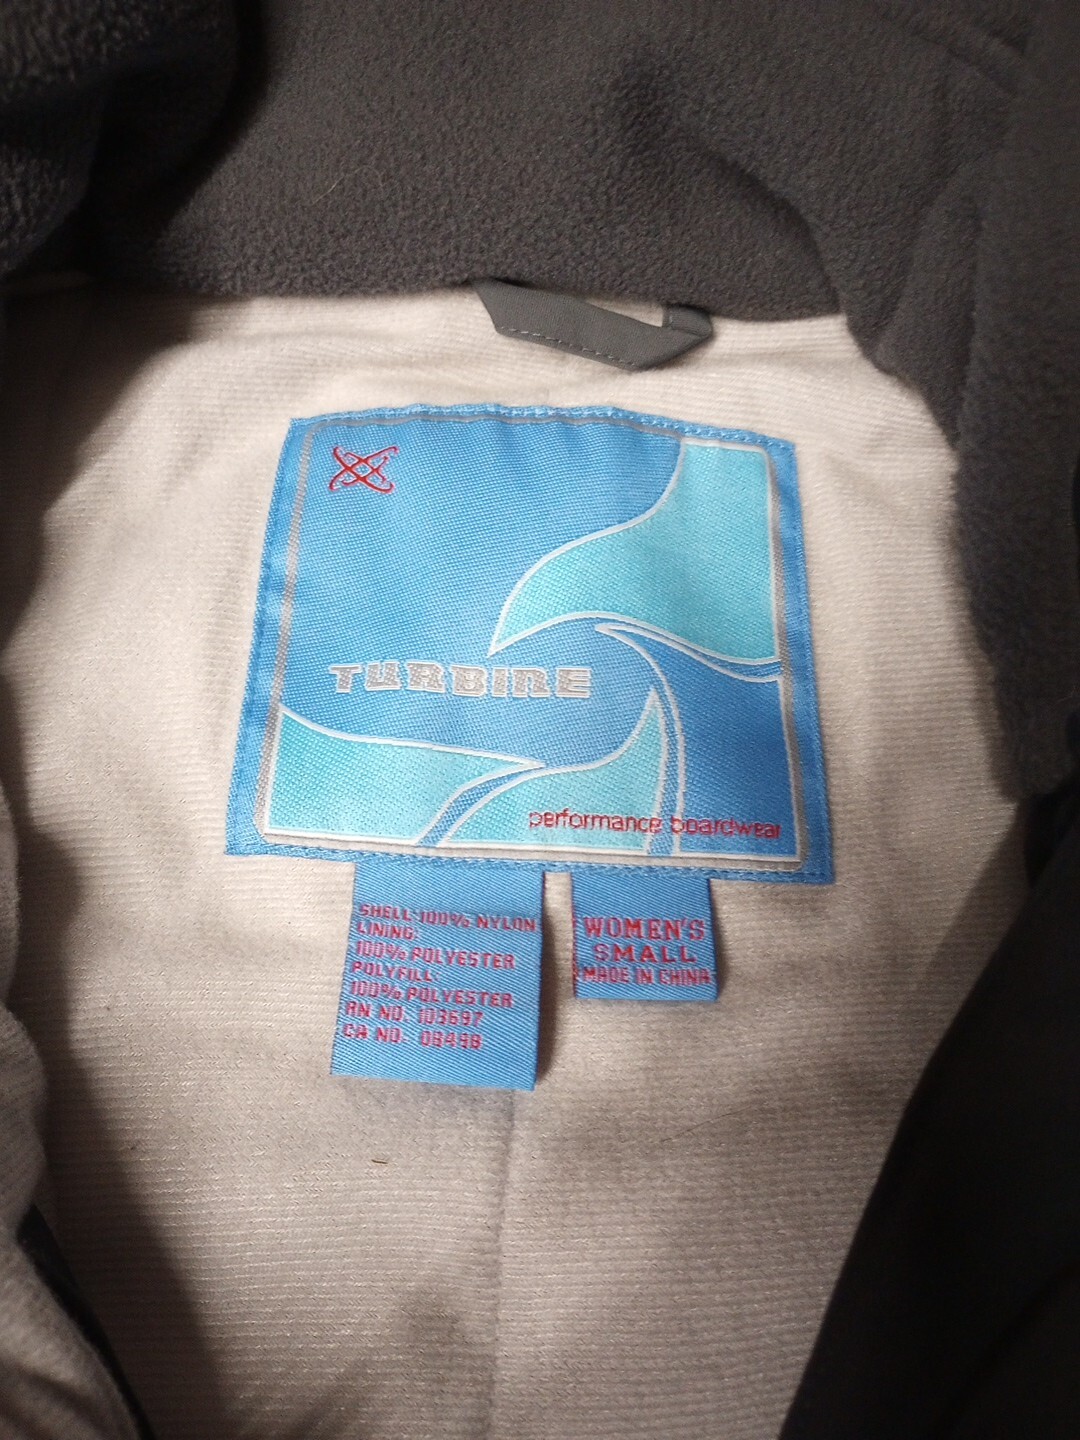 TURBINE
performance boardwear
SHELL:100% NYLON
LINING:
100% POLYESTER
POLYFILL:
100% POLYESTER
RN NO. 103697
CA NO. 08498
WOMEN'S
SMALL
MADE IN CHINA